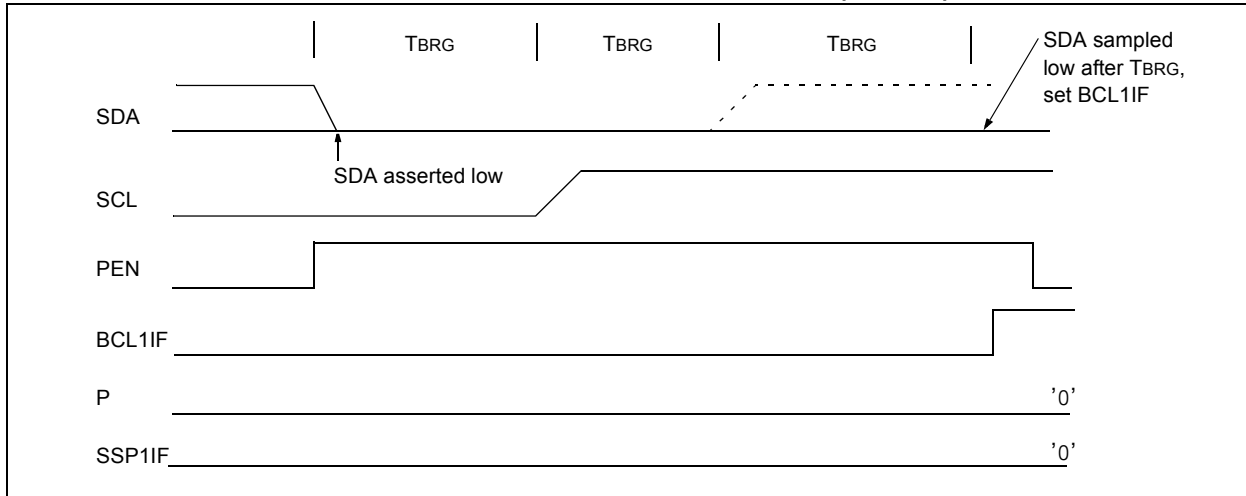 TBRG TBRG TBRG
SDA sampled
low after TBRG,
set BCL1IF
SDA
SDA asserted low
SCL
PEN
BCL1IF
P '0'
SSP1IF '0'